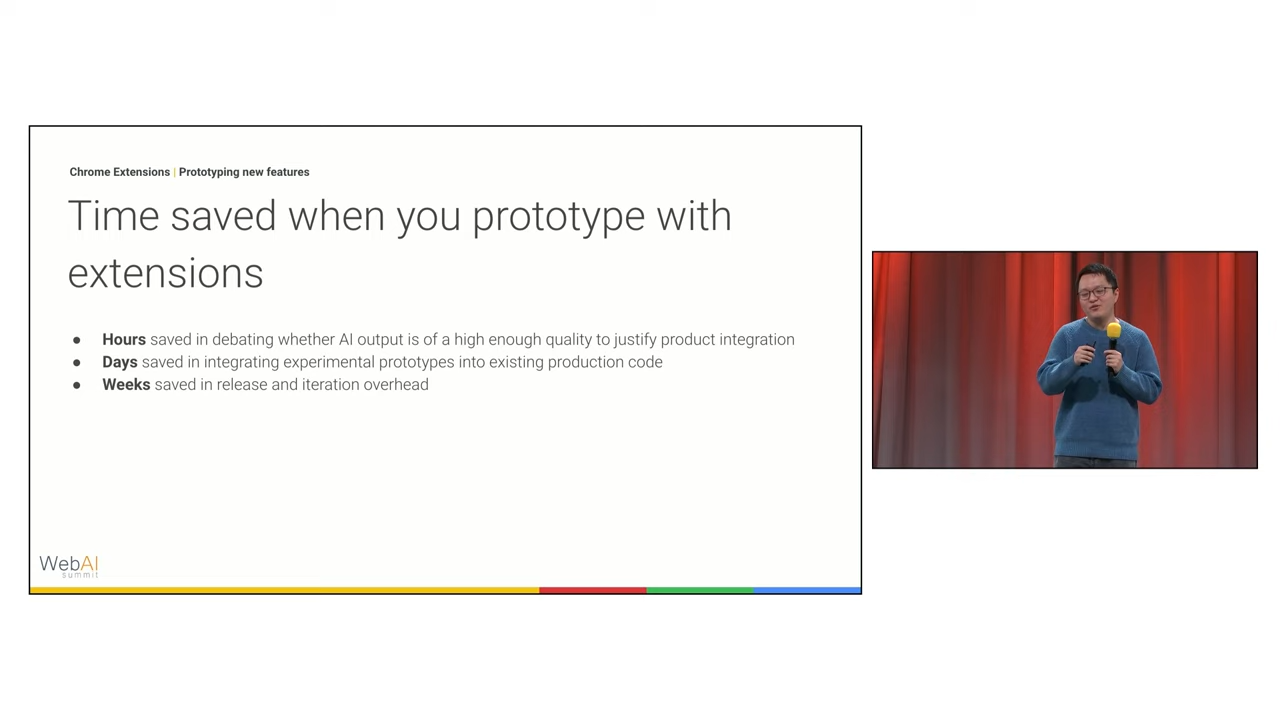 Chrome Extensions | Prototyping new features
Time saved when you prototype with
extensions
● Hours saved in debating whether AI output is of a high enough quality to justify product integration
● Days saved in integrating experimental prototypes into existing production code
● Weeks saved in release and iteration overhead
WebAI
summit